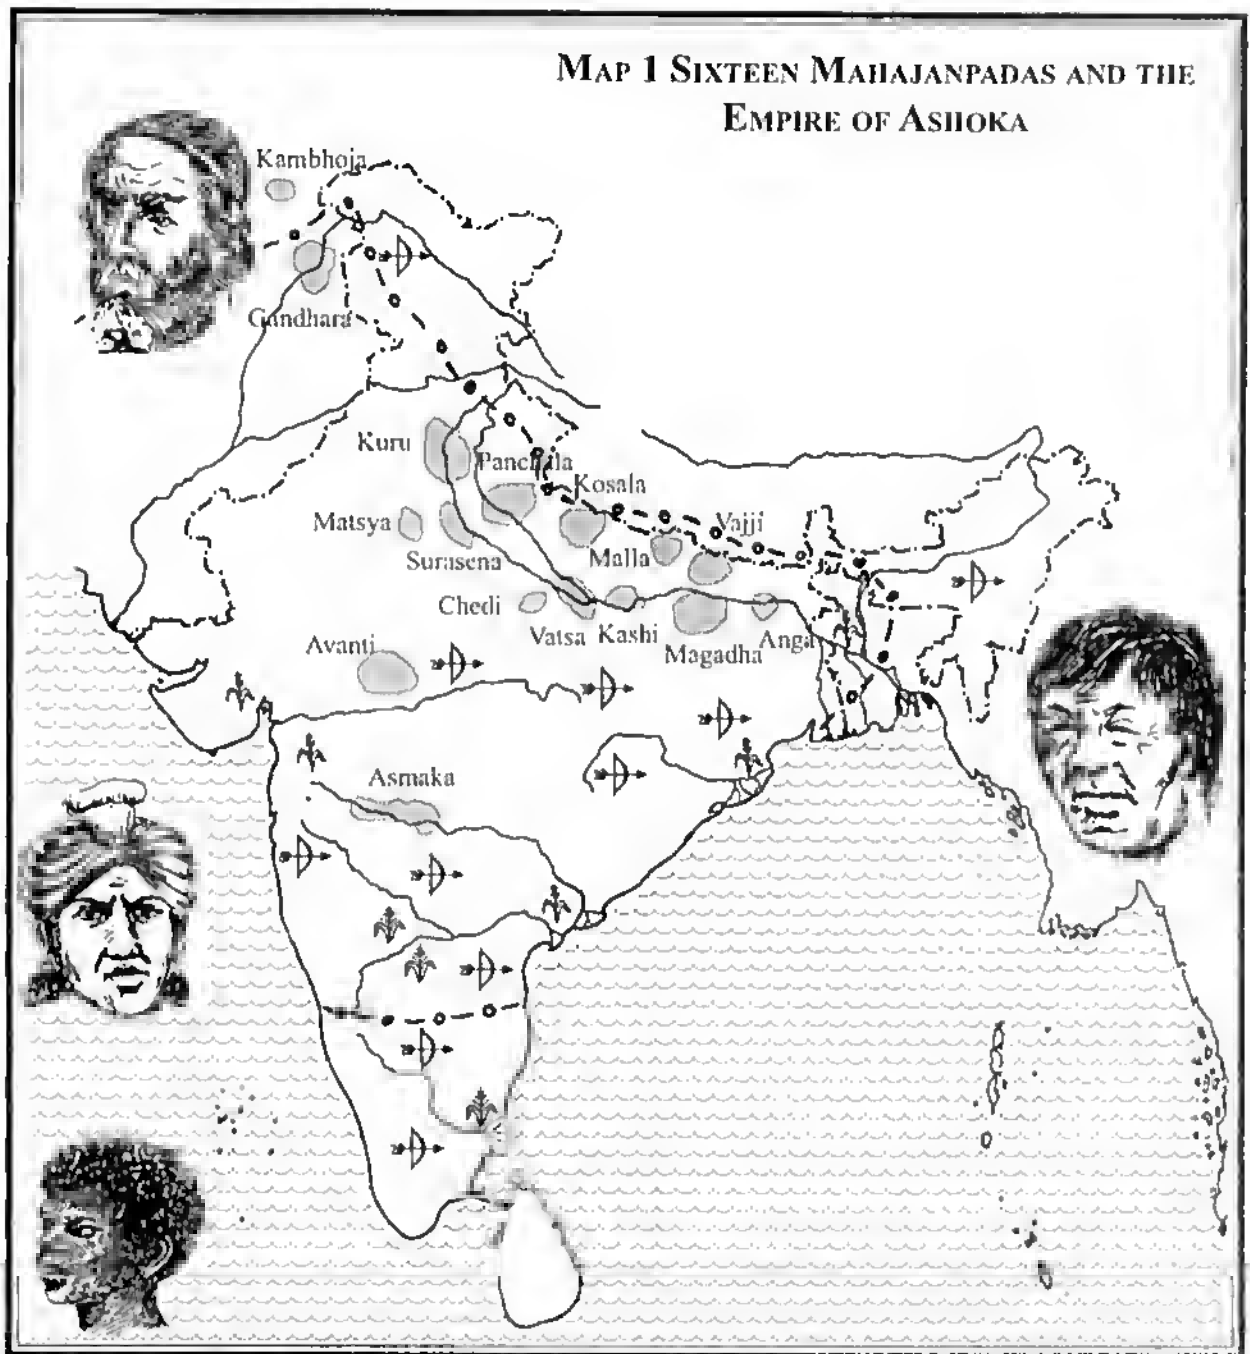 MAP 1 SIXTEEN MAHAJANPADAS AND THE
EMPIRE OF ASHOKA
Kambhoja
Gandhara
Kuru
Panchala
Kosala
Matsya
Vajji
Surasena
Malla
Chedi
Vatsa
Kashi
Magadha
Anga
Avanti
Asmaka